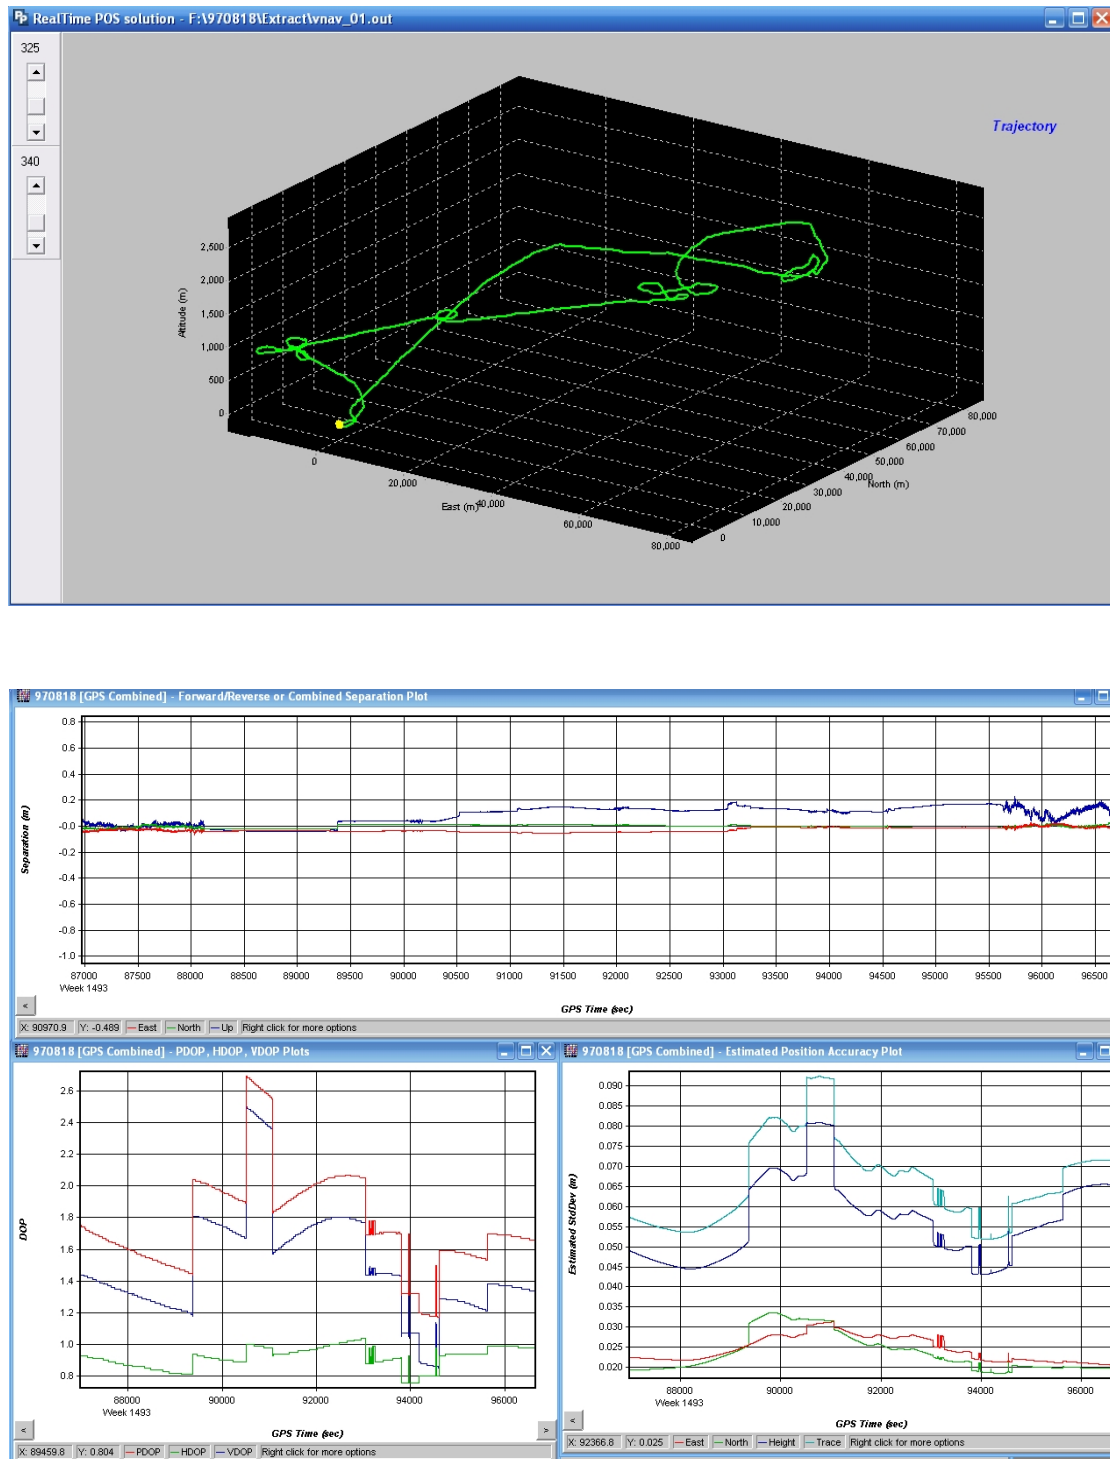 RealTime POS solution - F:\970818\Extract\vnav_01.out
325
340
Trajectory
2,500
2,000
1,500
1,000
500
0
Altitude (m)
0
20,000
40,000
60,000
80,000
East (m)
0
10,000
20,000
30,000
40,000
50,000
60,000
70,000
80,000
North (m)
970818 [GPS Combined] - Forward/Reverse or Combined Separation Plot
0.8
0.6
0.4
0.2
-0.0
-0.2
-0.4
-0.6
-0.8
-1.0
Separation (m)
87000 87500 88000 88500 89000 89500 90000 90500 91000 91500 92000 92500 93000 93500 94000 94500 95000 95500 96000 96500
Week 1493
GPS Time (sec)
X: 90970.9 Y: -0.489 East North Up Right click for more options
970818 [GPS Combined] - PDOP, HDOP, VDOP Plots
2.6
2.4
2.2
2.0
1.8
1.6
1.4
1.2
1.0
0.8
DOP
88000 90000 92000 94000 96000
Week 1493
GPS Time (sec)
X: 89459.8 Y: 0.804 PDOP HDOP VDOP Right click for more options
970818 [GPS Combined] - Estimated Position Accuracy Plot
0.090
0.085
0.080
0.075
0.070
0.065
0.060
0.055
0.050
0.045
0.040
0.035
0.030
0.025
0.020
Estimated StdDev (m)
88000 90000 92000 94000 96000
Week 1493
GPS Time (sec)
X: 92366.8 Y: 0.025 East North Height Trace Right click for more options